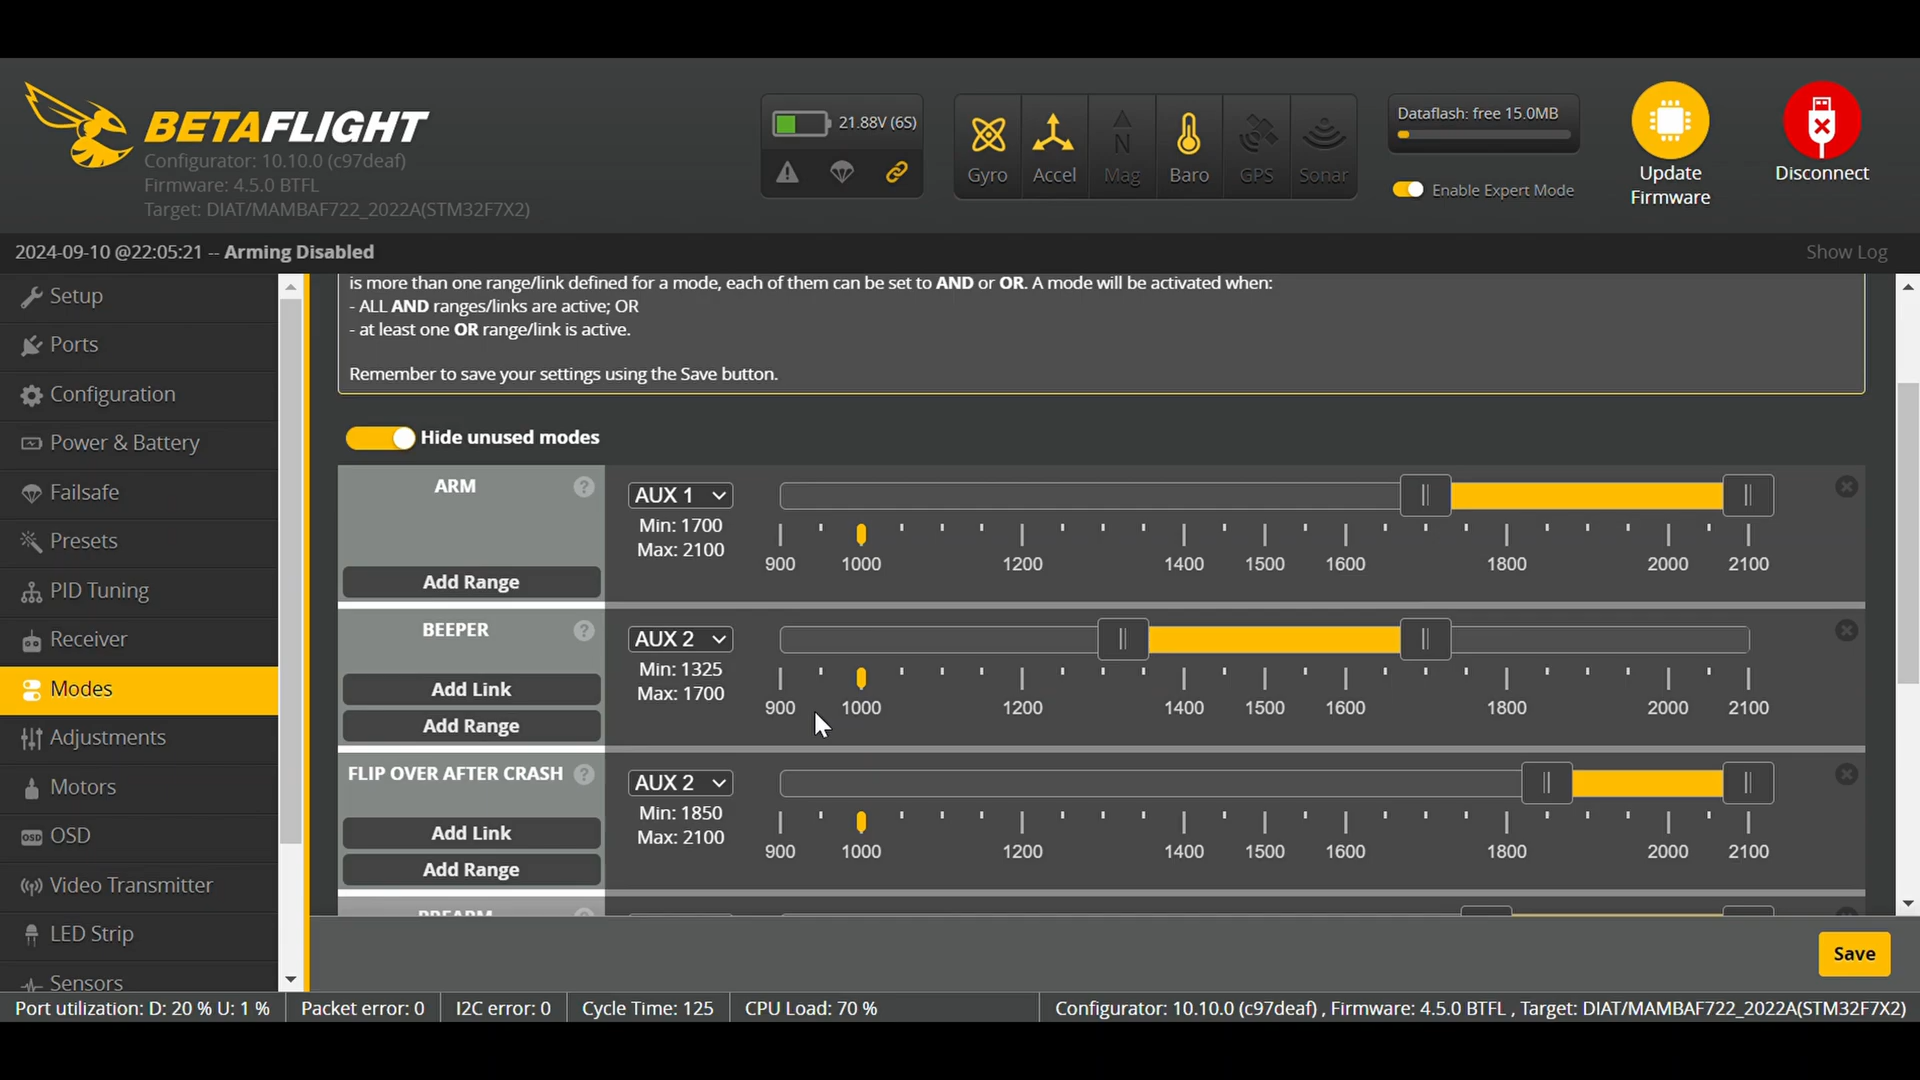 BETAFLIGHT
Configurator: 10.10.0 (c97deaf)
Firmware: 4.5.0 BTFL
Target: DIAT/MAMBAF722_2022A(STM32F7X2)
21.88V (6S)
Gyro
Accel
N
Mag
Baro
GPS
Sonar
Dataflash: free 15.0MB
Enable Expert Mode
Update
Firmware
Disconnect
2024-09-10 @22:05:21 -- Arming Disabled
Show Log
Setup
Ports
Configuration
Power & Battery
Failsafe
Presets
PID Tuning
Receiver
Modes
Adjustments
Motors
OSD OSD
Video Transmitter
LED Strip
Sensors
is more than one range/link defined for a mode, each of them can be set to AND or OR. A mode will be activated when:
- ALL AND ranges/links are active; OR
- at least one OR range/link is active.
Remember to save your settings using the Save button.
Hide unused modes
ARM ?
Add Range
AUX 1
Min: 1700
Max: 2100
900 1000 1200 1400 1500 1600 1800 2000 2100
BEEPER ?
Add Link
Add Range
AUX 2
Min: 1325
Max: 1700
900 1000 1200 1400 1500 1600 1800 2000 2100
FLIP OVER AFTER CRASH ?
Add Link
Add Range
AUX 2
Min: 1850
Max: 2100
900 1000 1200 1400 1500 1600 1800 2000 2100
PREARM
Save
Port utilization: D: 20 % U: 1 % Packet error: 0 I2C error: 0 Cycle Time: 125 CPU Load: 70 % Configurator: 10.10.0 (c97deaf) , Firmware: 4.5.0 BTFL , Target: DIAT/MAMBAF722_2022A(STM32F7X2)